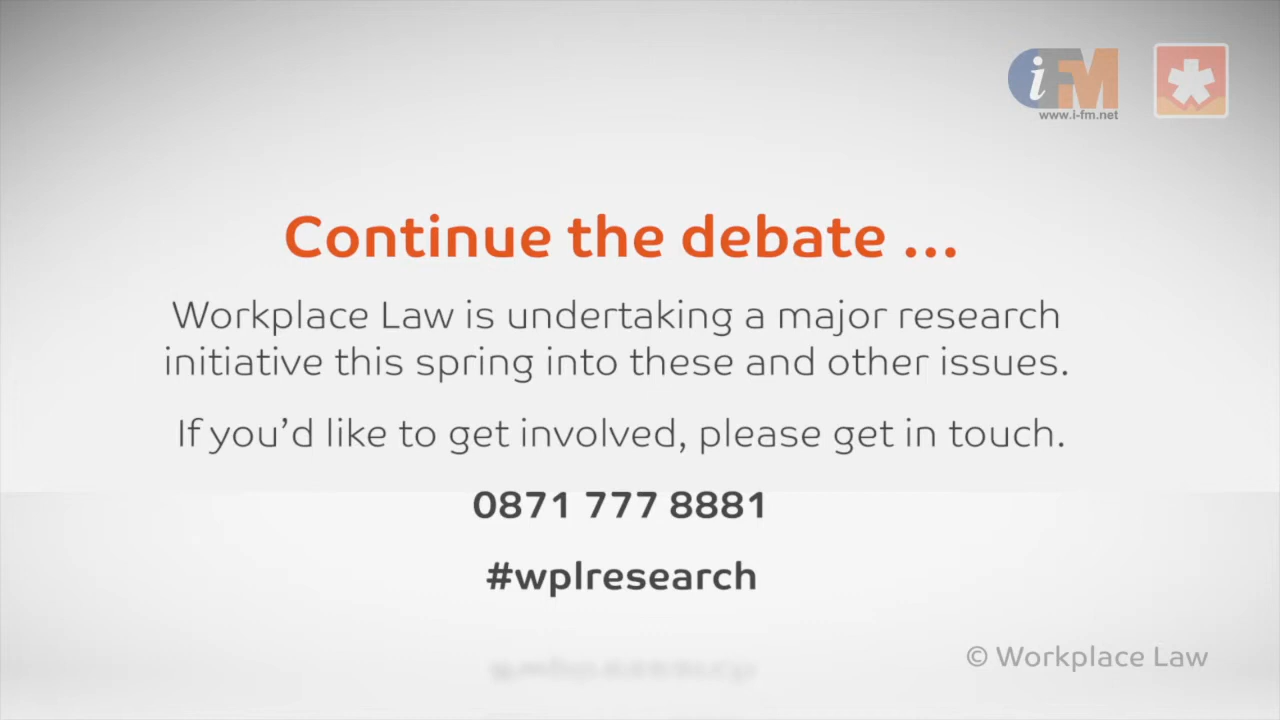 iFM
www.i-fm.net
Continue the debate ...
Workplace Law is undertaking a major research
initiative this spring into these and other issues.
If you'd like to get involved, please get in touch.
0871 777 8881
#wplresearch
© Workplace Law